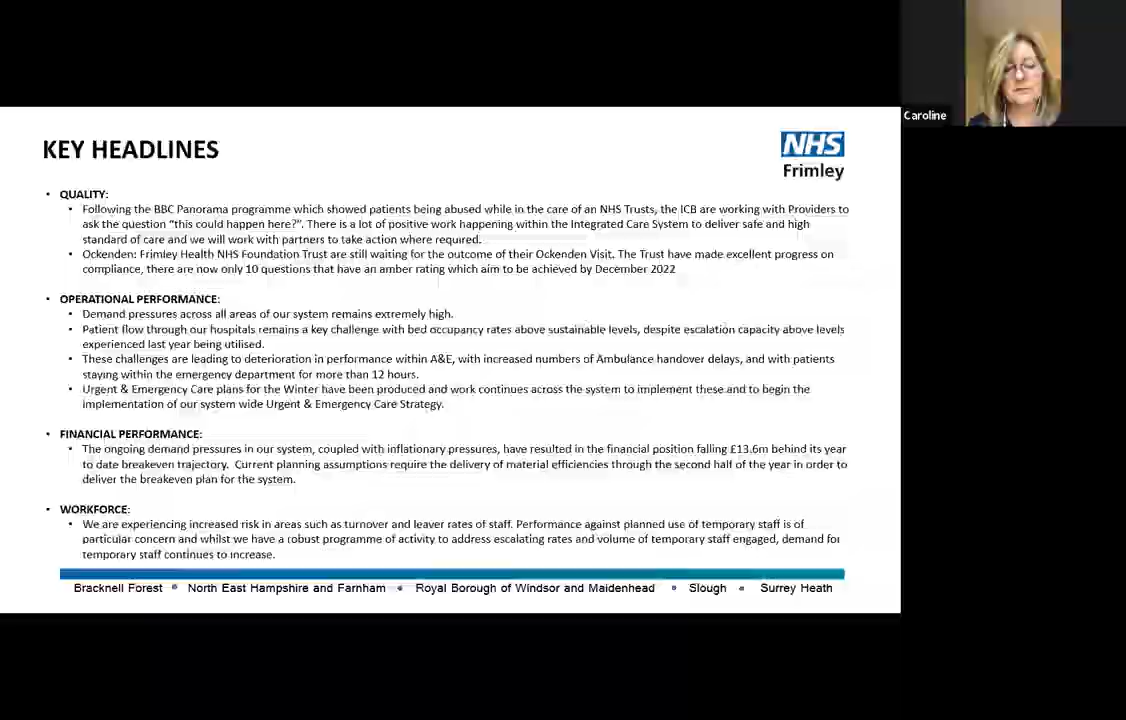 KEY HEADLINES
NHS
Frimley
Caroline
• QUALITY:
• Following the BBC Panorama programme which showed patients being abused while in the care of an NHS Trusts, the ICB are working with Providers to
ask the question “this could happen here?”. There is a lot of positive work happening within the Integrated Care System to deliver safe and high
standard of care and we will work with partners to take action where required.
• Ockenden: Frimley Health NHS Foundation Trust are still waiting for the outcome of their Ockenden Visit. The Trust have made excellent progress on
compliance, there are now only 10 questions that have an amber rating which aim to be achieved by December 2022
• OPERATIONAL PERFORMANCE:
• Demand pressures across all areas of our system remains extremely high.
• Patient flow through our hospitals remains a key challenge with bed occupancy rates above sustainable levels, despite escalation capacity above levels
experienced last year being utilised.
• These challenges are leading to deterioration in performance within A&E, with increased numbers of Ambulance handover delays, and with patients
staying within the emergency department for more than 12 hours.
• Urgent & Emergency Care plans for the Winter have been produced and work continues across the system to implement these and to begin the
implementation of our system wide Urgent & Emergency Care Strategy.
• FINANCIAL PERFORMANCE:
• The ongoing demand pressures in our system, coupled with inflationary pressures, have resulted in the financial position falling £13.6m behind its year
to date breakeven trajectory. Current planning assumptions require the delivery of material efficiencies through the second half of the year in order to
deliver the breakeven plan for the system.
• WORKFORCE:
• We are experiencing increased risk in areas such as turnover and leaver rates of staff. Performance against planned use of temporary staff is of
particular concern and whilst we have a robust programme of activity to address escalating rates and volume of temporary staff engaged, demand for
temporary staff continues to increase.
Bracknell Forest • North East Hampshire and Farnham • Royal Borough of Windsor and Maidenhead • Slough • Surrey Heath